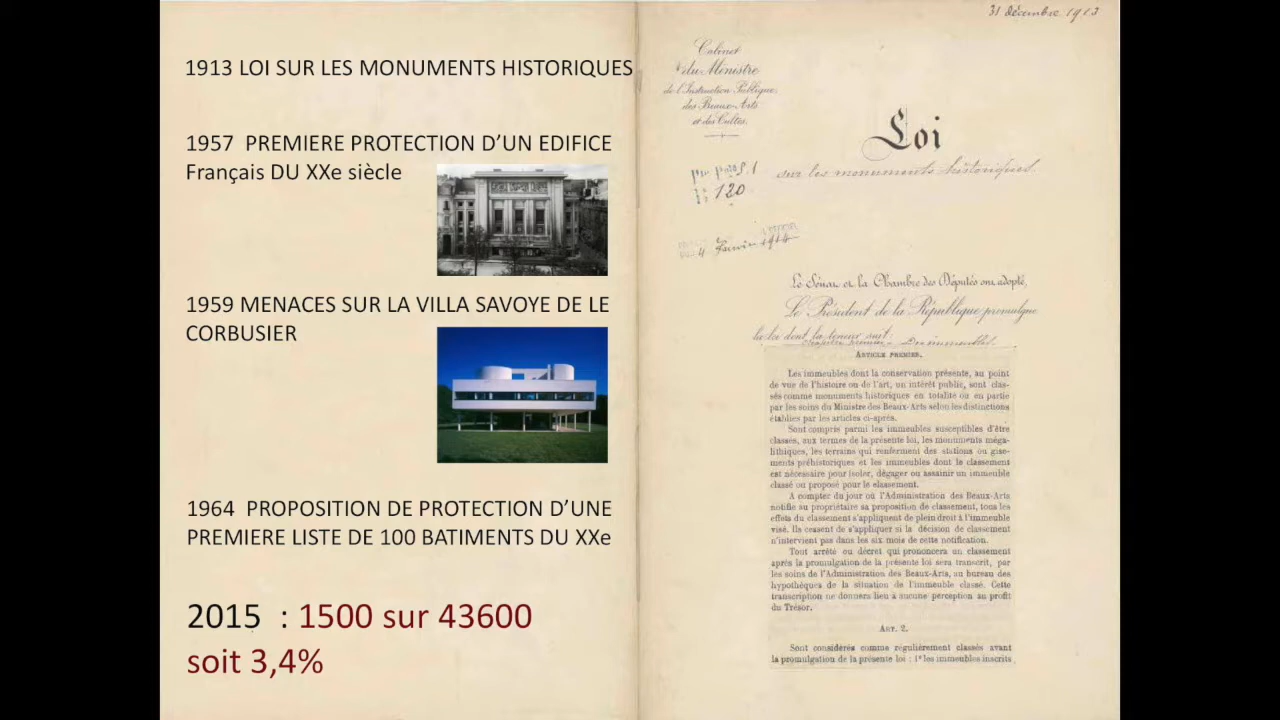 1913 LOI SUR LES MONUMENTS HISTORIQUES
1957 PREMIERE PROTECTION D’UN EDIFICE
Français DU XXe siècle
1959 MENACES SUR LA VILLA SAVOYE DE LE
CORBUSIER
1964 PROPOSITION DE PROTECTION D’UNE
PREMIERE LISTE DE 100 BATIMENTS DU XXe
2015 : 1500 sur 43600
soit 3,4%
31 décembre 1913
Cabinet
du Ministre
de l'Instruction Publique,
des Beaux-Arts
et des Cultes.
Loi
sur les monuments historiques.
120
4 Janvier 1914
Le Sénat et la Chambre des Députés ont adopté,
Le Président de la République promulgue
la loi dont la teneur suit:
Chapitre premier. - Des immeubles.
ARTICLE PREMIER.
Les immeubles dont la conservation présente, au point
de vue de l'histoire ou de l'art, un intérêt public, sont clas-
sés comme monuments historiques en totalité ou en partie
par les soins du Ministre des Beaux-Arts selon les distinctions
établies par les articles ci-après.
Sont compris parmi les immeubles susceptibles d'être
classés, aux termes de la présente loi, les monuments méga-
lithiques, les terrains qui renferment des stations ou gise-
ments préhistoriques et les immeubles dont le classement
est nécessaire pour isoler, dégager ou assainir un immeuble
classé ou proposé pour le classement.
A compter du jour où l'Administration des Beaux-Arts
notifie au propriétaire sa proposition de classement, tous les
effets du classement s'appliquent de plein droit à l'immeuble
visé. Ils cessent de s'appliquer si la décision de classement
n'intervient pas dans les six mois de cette notification.
Tout arrêté ou décret qui prononcera un classement
après la promulgation de la présente loi sera transcrit, par
les soins de l'Administration des Beaux-Arts, au bureau des
hypothèques de la situation de l'immeuble classé. Cette
transcription ne donnera lieu à aucune perception au profit
du Trésor.
ART. 2.
Sont considérés comme régulièrement classés avant
la promulgation de la présente loi : 1° les immeubles inscrits